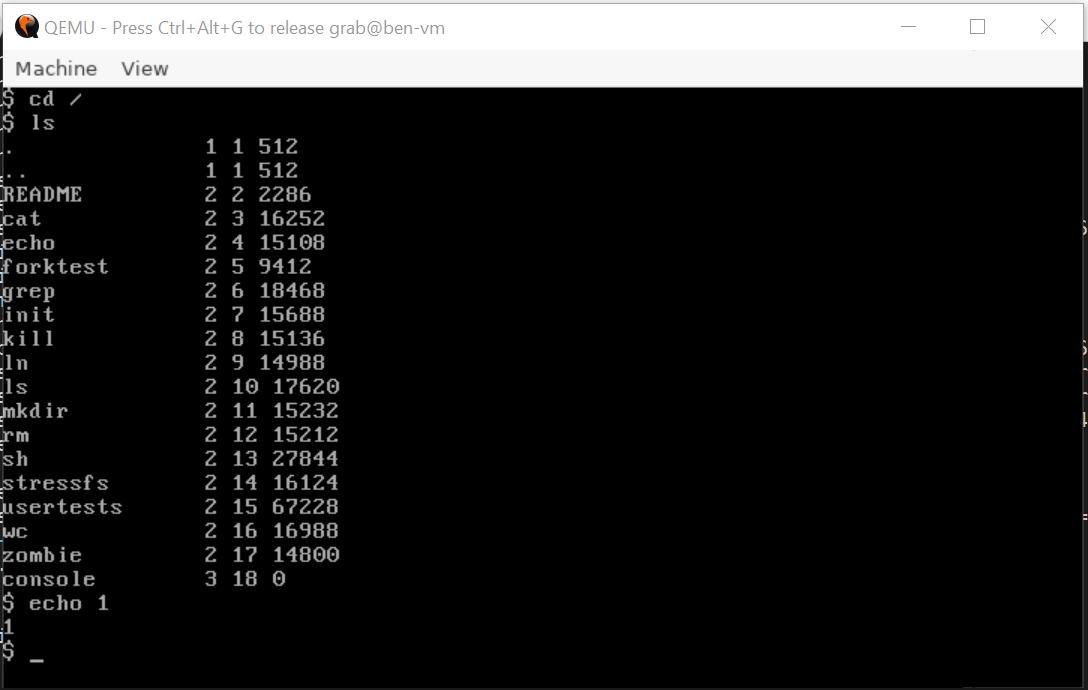 QEMU - Press Ctrl+Alt+G to release grab@ben-vm
Machine View
$ cd /
$ ls
. 1 1 512
.. 1 1 512
README 2 2 2286
cat 2 3 16252
echo 2 4 15108
forktest 2 5 9412
grep 2 6 18468
init 2 7 15688
kill 2 8 15136
ln 2 9 14988
ls 2 10 17620
mkdir 2 11 15232
rm 2 12 15212
sh 2 13 27844
stressfs 2 14 16124
usertests 2 15 67228
wc 2 16 16988
zombie 2 17 14800
console 3 18 0
$ echo 1
1
$ _